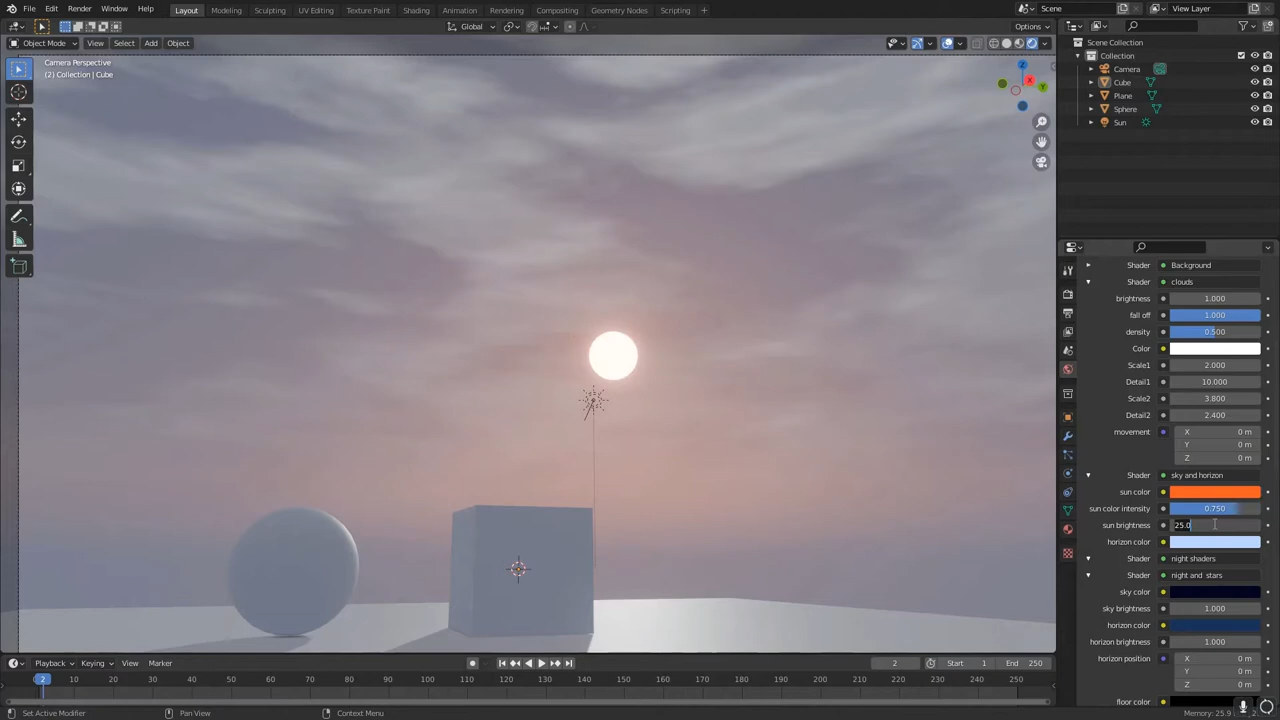 File Edit Render Window Help Layout Modeling Sculpting UV Editing Texture Paint Shading Animation Rendering Compositing Geometry Nodes Scripting + Scene View Layer
Global Options
Object Mode View Select Add Object
Camera Perspective
(2) Collection | Cube
Z
X
Y
Scene Collection
Collection
Camera
Cube
Plane
Sphere
Sun
Shader Background
Shader clouds
brightness 1.000
fall off 1.000
density 0.500
Color
Scale1 2.000
Detail1 10.000
Scale2 3.800
Detail2 2.400
movement X 0 m
Y 0 m
Z 0 m
Shader sky and horizon
sun color
sun color intensity 0.750
sun brightness 25.0
horizon color
Shader night shaders
Shader night and stars
sky color
sky brightness 1.000
horizon color
horizon brightness 1.000
horizon position X 0 m
Y 0 m
Z 0 m
floor color
Playback Keying View Marker 2 Start 1 End 250
2 10 20 30 40 50 60 70 80 90 100 110 120 130 140 150 160 170 180 190 200 210 220 230 240 250
Set Active Modifier Pan View Context Menu Memory: 25.9